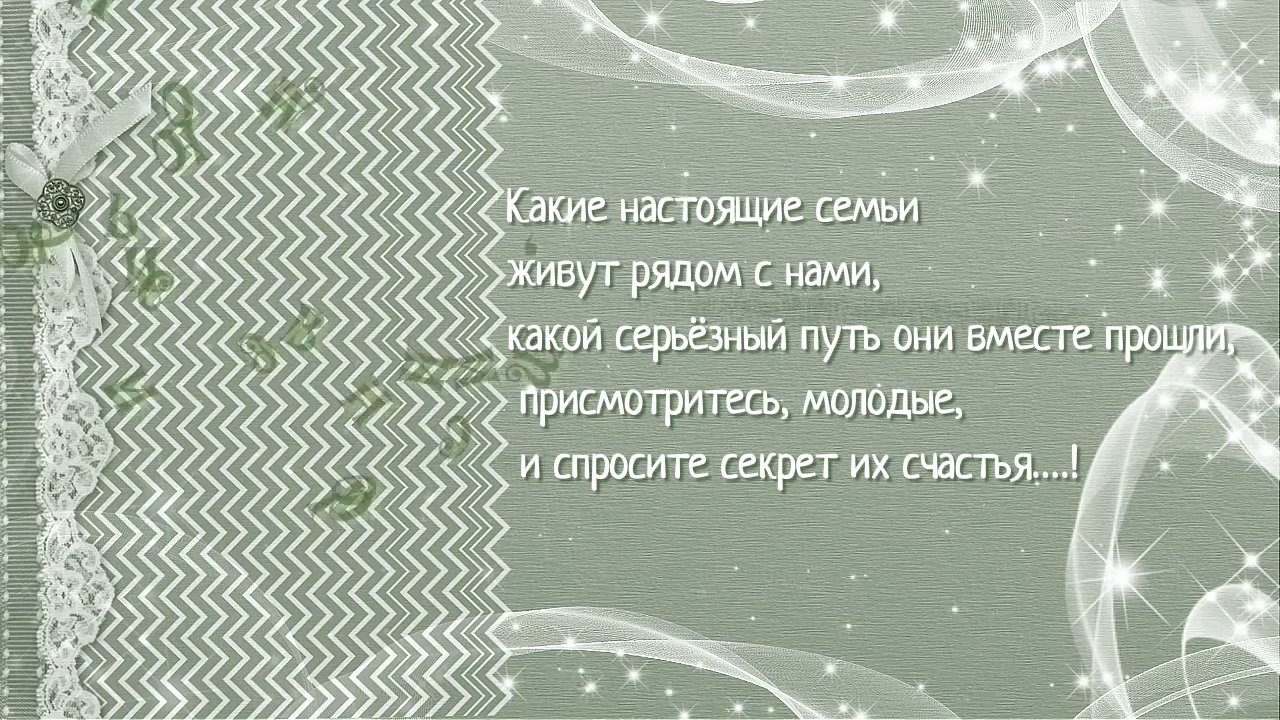 Какие настоящие семьи
живут рядом с нами,
какой серьёзный путь они вместе прошли,
присмотритесь, молодые,
и спросите секрет их счастья....!